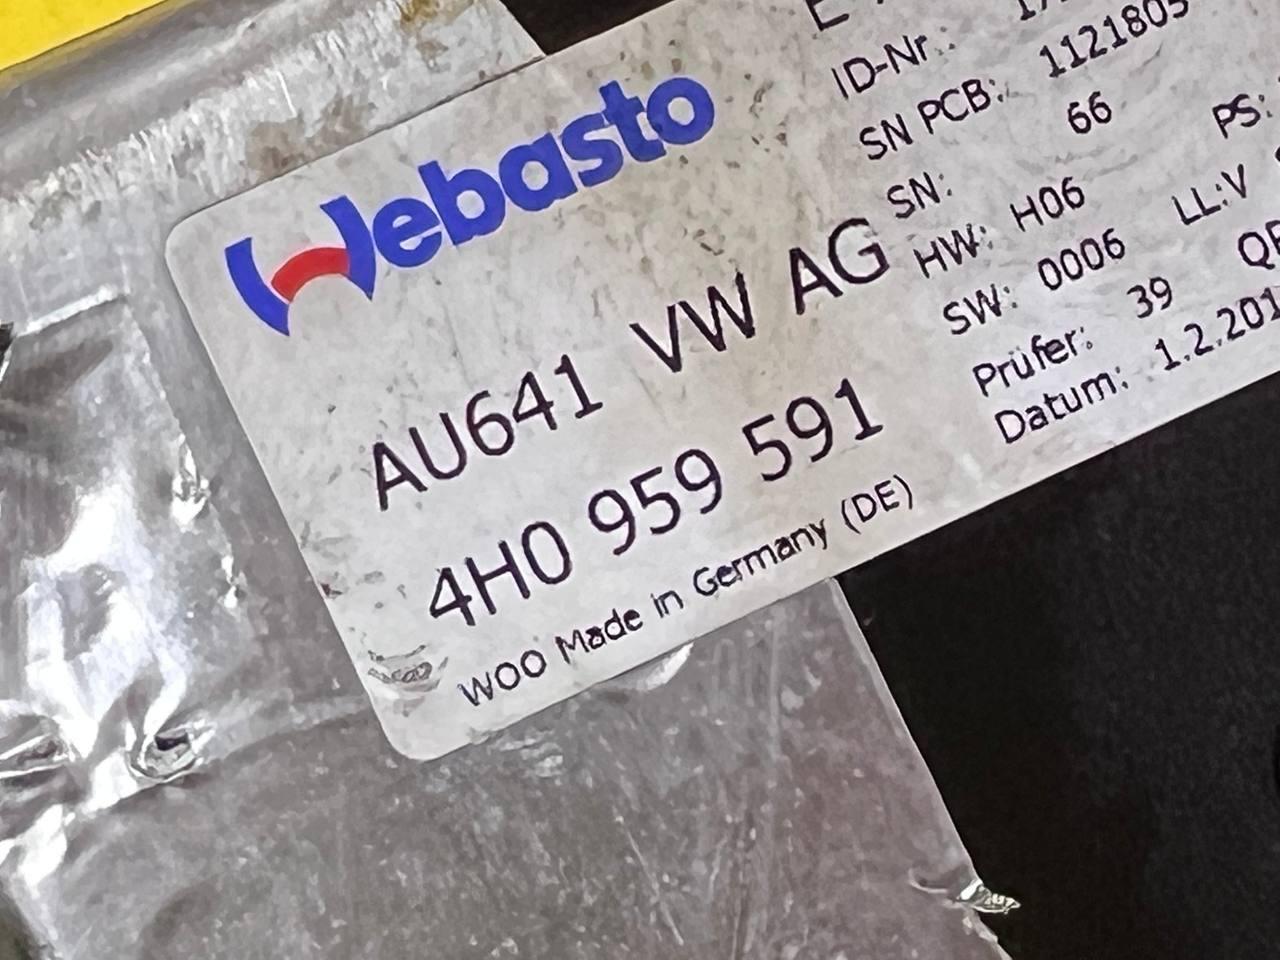 Webasto
AU641 VW AG
4H0 959 591
WOO Made in Germany (DE)
ID-Nr.:
SN PCB: 1121805
SN: 66
PS:
HW: H06
LL:V
SW: 0006
Prüfer: 39
Datum: 1.2.201